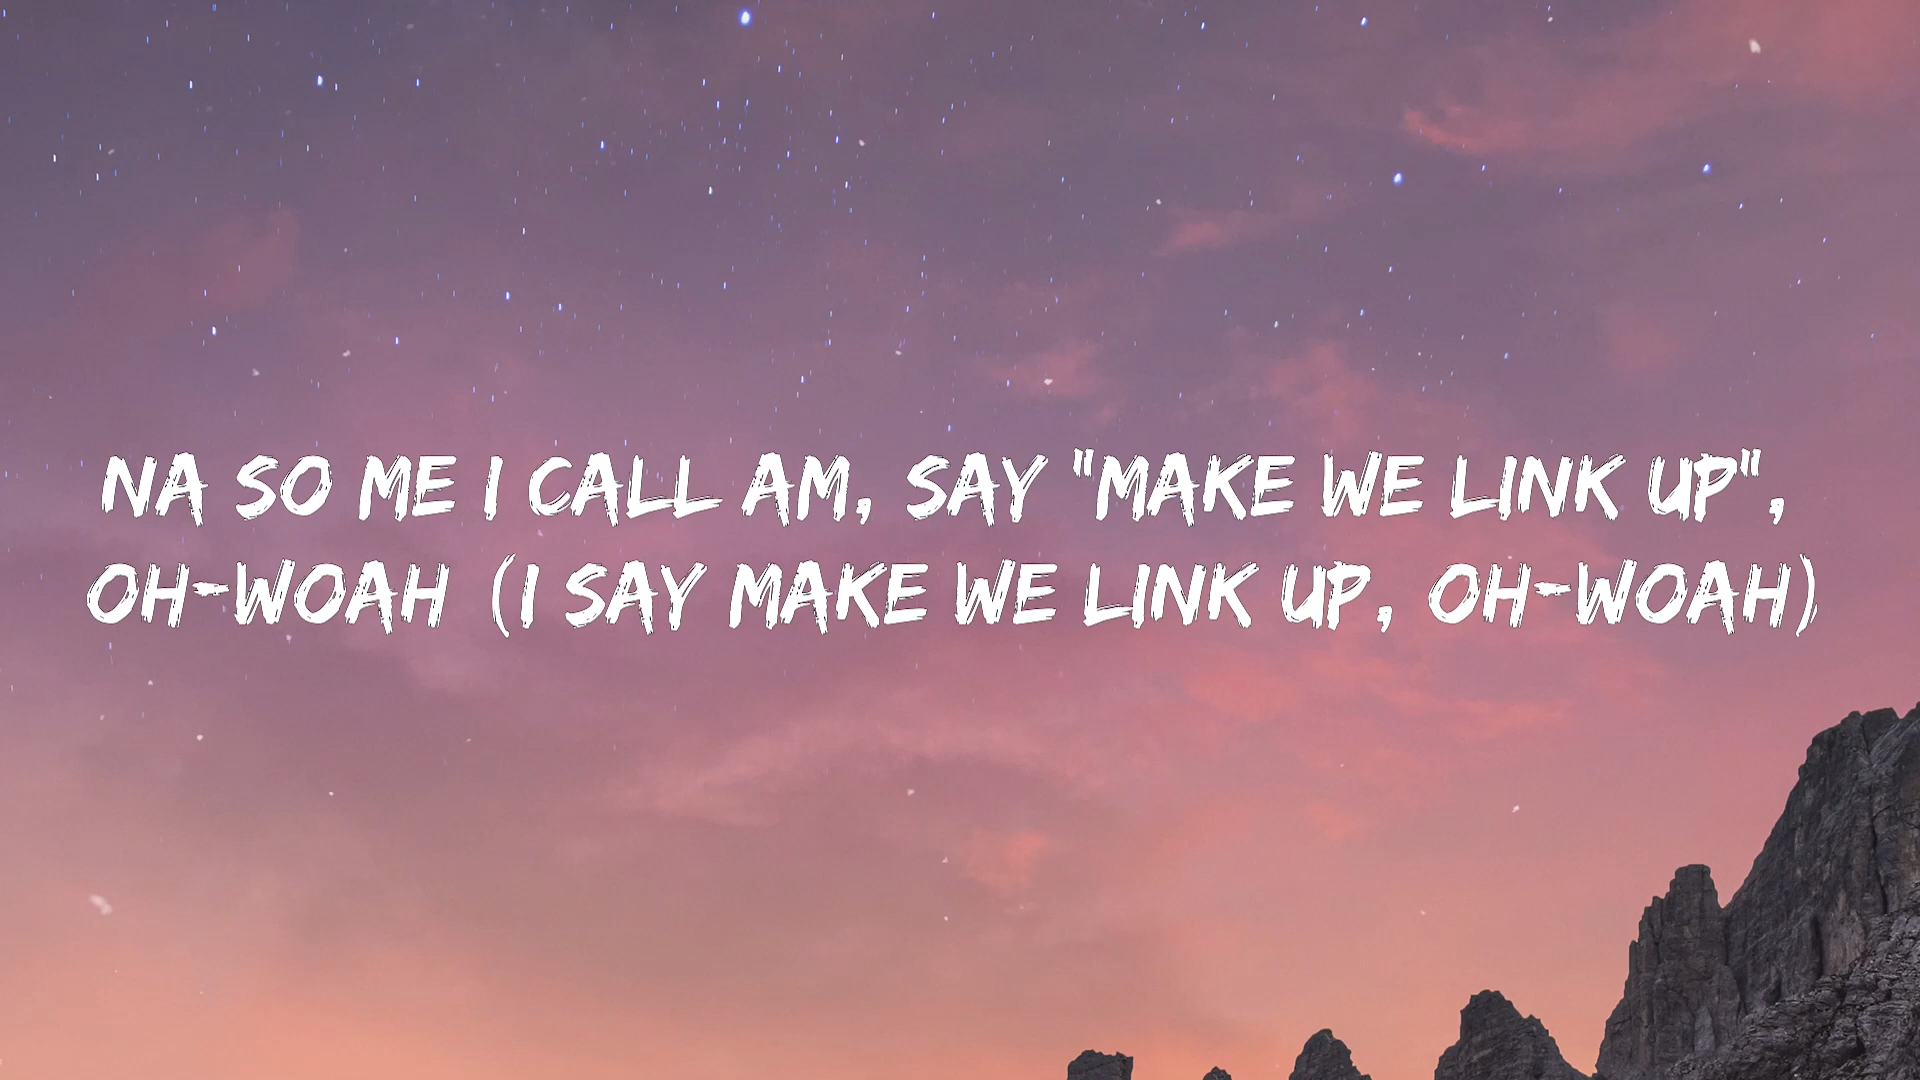 NA SO ME I CALL AM, SAY "MAKE WE LINK UP",
OH-WOAH (I SAY MAKE WE LINK UP, OH-WOAH)